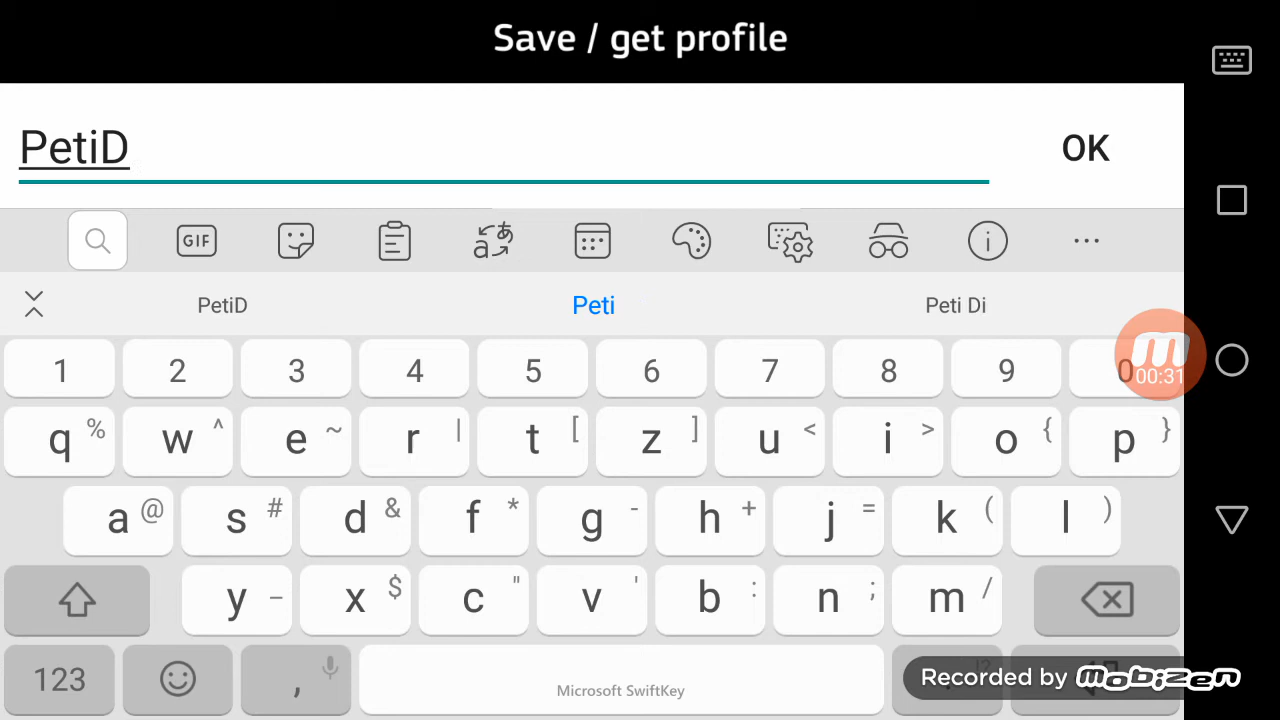 Save / get profile
PetiD
OK
GIF
PetiD Peti Peti Di
1 2 3 4 5 6 7 8 9 0
00:31
q % w ^ e ~ r | t [ z ] u < i > o { p }
a @ s # d & f * g - h + j = k ( l )
y _ x $ c " v ' b : n ; m /
123 , Microsoft SwiftKey
Recorded by mobizen